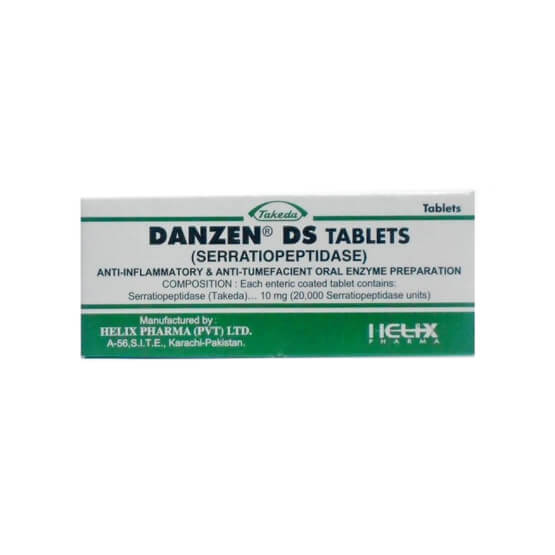 Takeda
Tablets
DANZEN® DS TABLETS
(SERRATIOPEPTIDASE)
ANTI-INFLAMMATORY & ANTI-TUMEFACIENT ORAL ENZYME PREPARATION
COMPOSITION : Each enteric coated tablet contains:
Serratiopeptidase (Takeda).... 10 mg (20,000 Serratiopeptidase units)
Manufactured by :
HELIX PHARMA (PVT) LTD.
A-56,S.I.T.E., Karachi-Pakistan.
HELIX
PHARMA